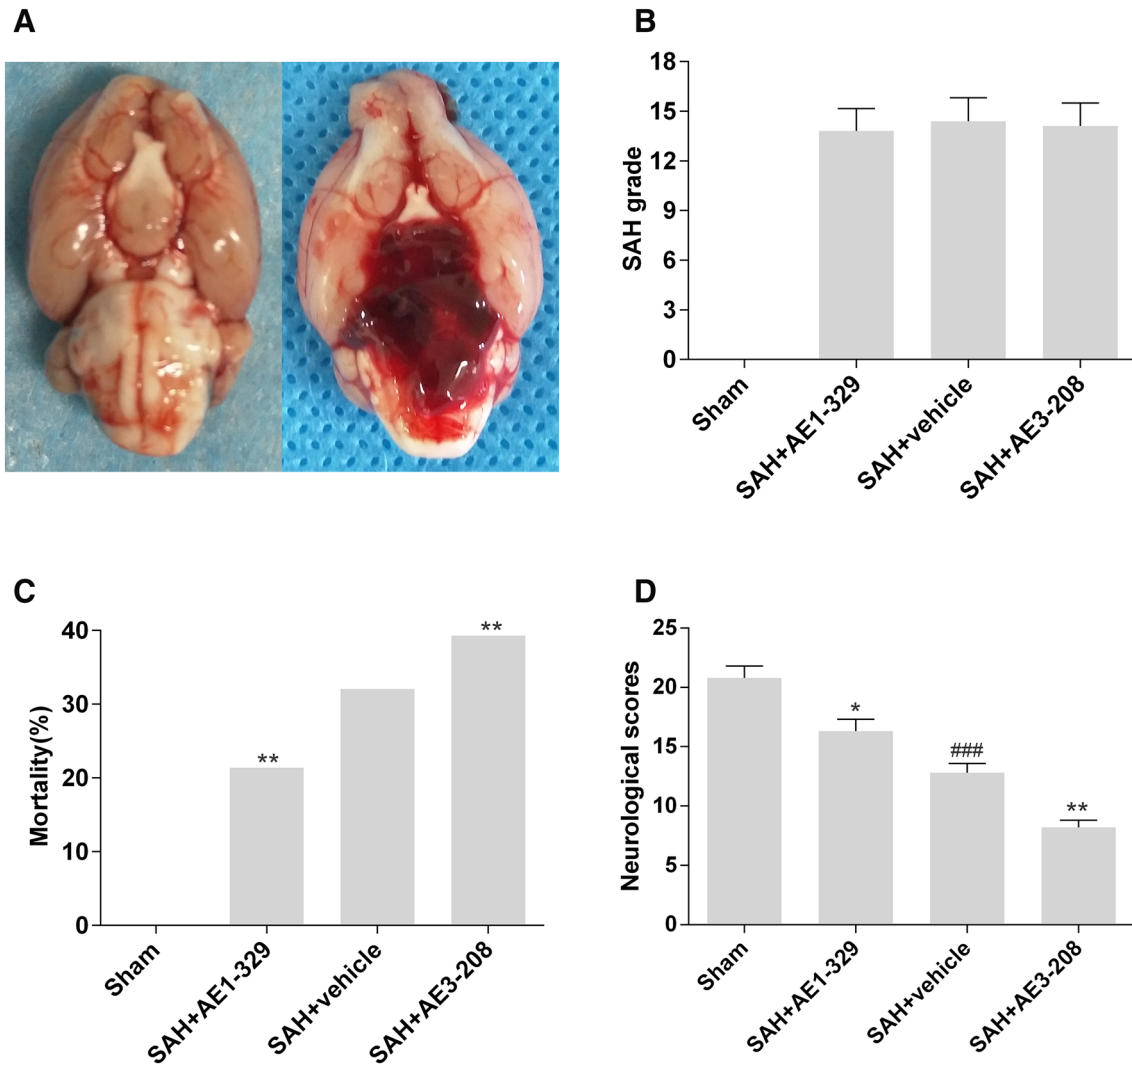 A
B
SAH grade
18
15
12
9
6
3
0
Sham
SAH+AE1-329
SAH+vehicle
SAH+AE3-208
C
Mortality(%)
40
30
20
10
0
**
**
Sham
SAH+AE1-329
SAH+vehicle
SAH+AE3-208
D
Neurological scores
25
20
15
10
5
0
*
###
**
Sham
SAH+AE1-329
SAH+vehicle
SAH+AE3-208